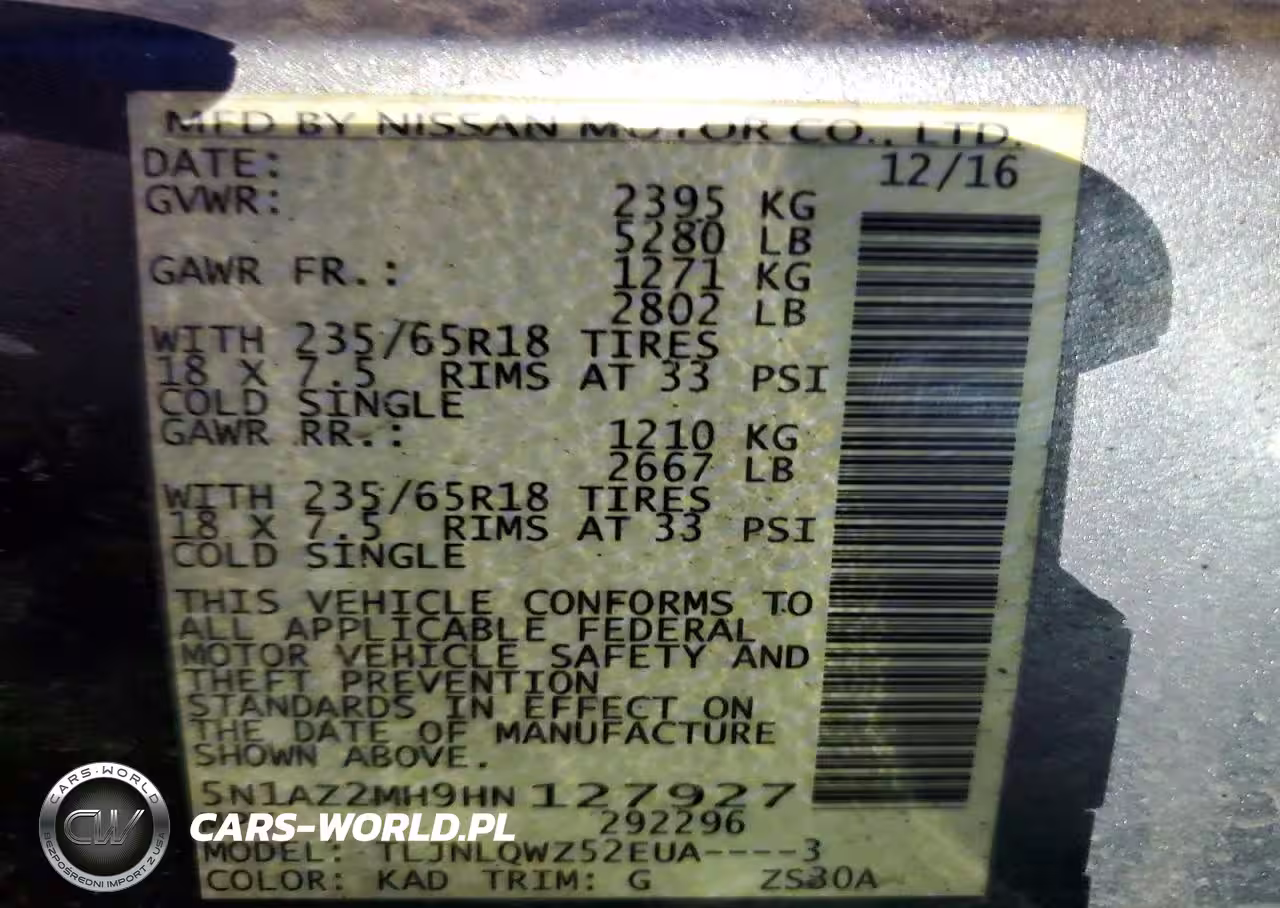 MFD BY NISSAN MOTOR CO., LTD.
DATE: 12/16
GVWR: 2395 KG
5280 LB
GAWR FR.: 1271 KG
2802 LB
WITH 235/65R18 TIRES
18 X 7.5 RIMS AT 33 PSI
COLD SINGLE
GAWR RR.: 1210 KG
2667 LB
WITH 235/65R18 TIRES
18 X 7.5 RIMS AT 33 PSI
COLD SINGLE
THIS VEHICLE CONFORMS TO
ALL APPLICABLE FEDERAL
MOTOR VEHICLE SAFETY AND
THEFT PREVENTION
STANDARDS IN EFFECT ON
THE DATE OF MANUFACTURE
SHOWN ABOVE.
5N1AZ2MH9HN127927
292296
MODEL: TLJNLQWZ52EUA----3
COLOR: KAD TRIM: G ZS30A
CARS-WORLD
CW
BEZPOŚREDNI IMPORT Z USA
CARS-WORLD.PL